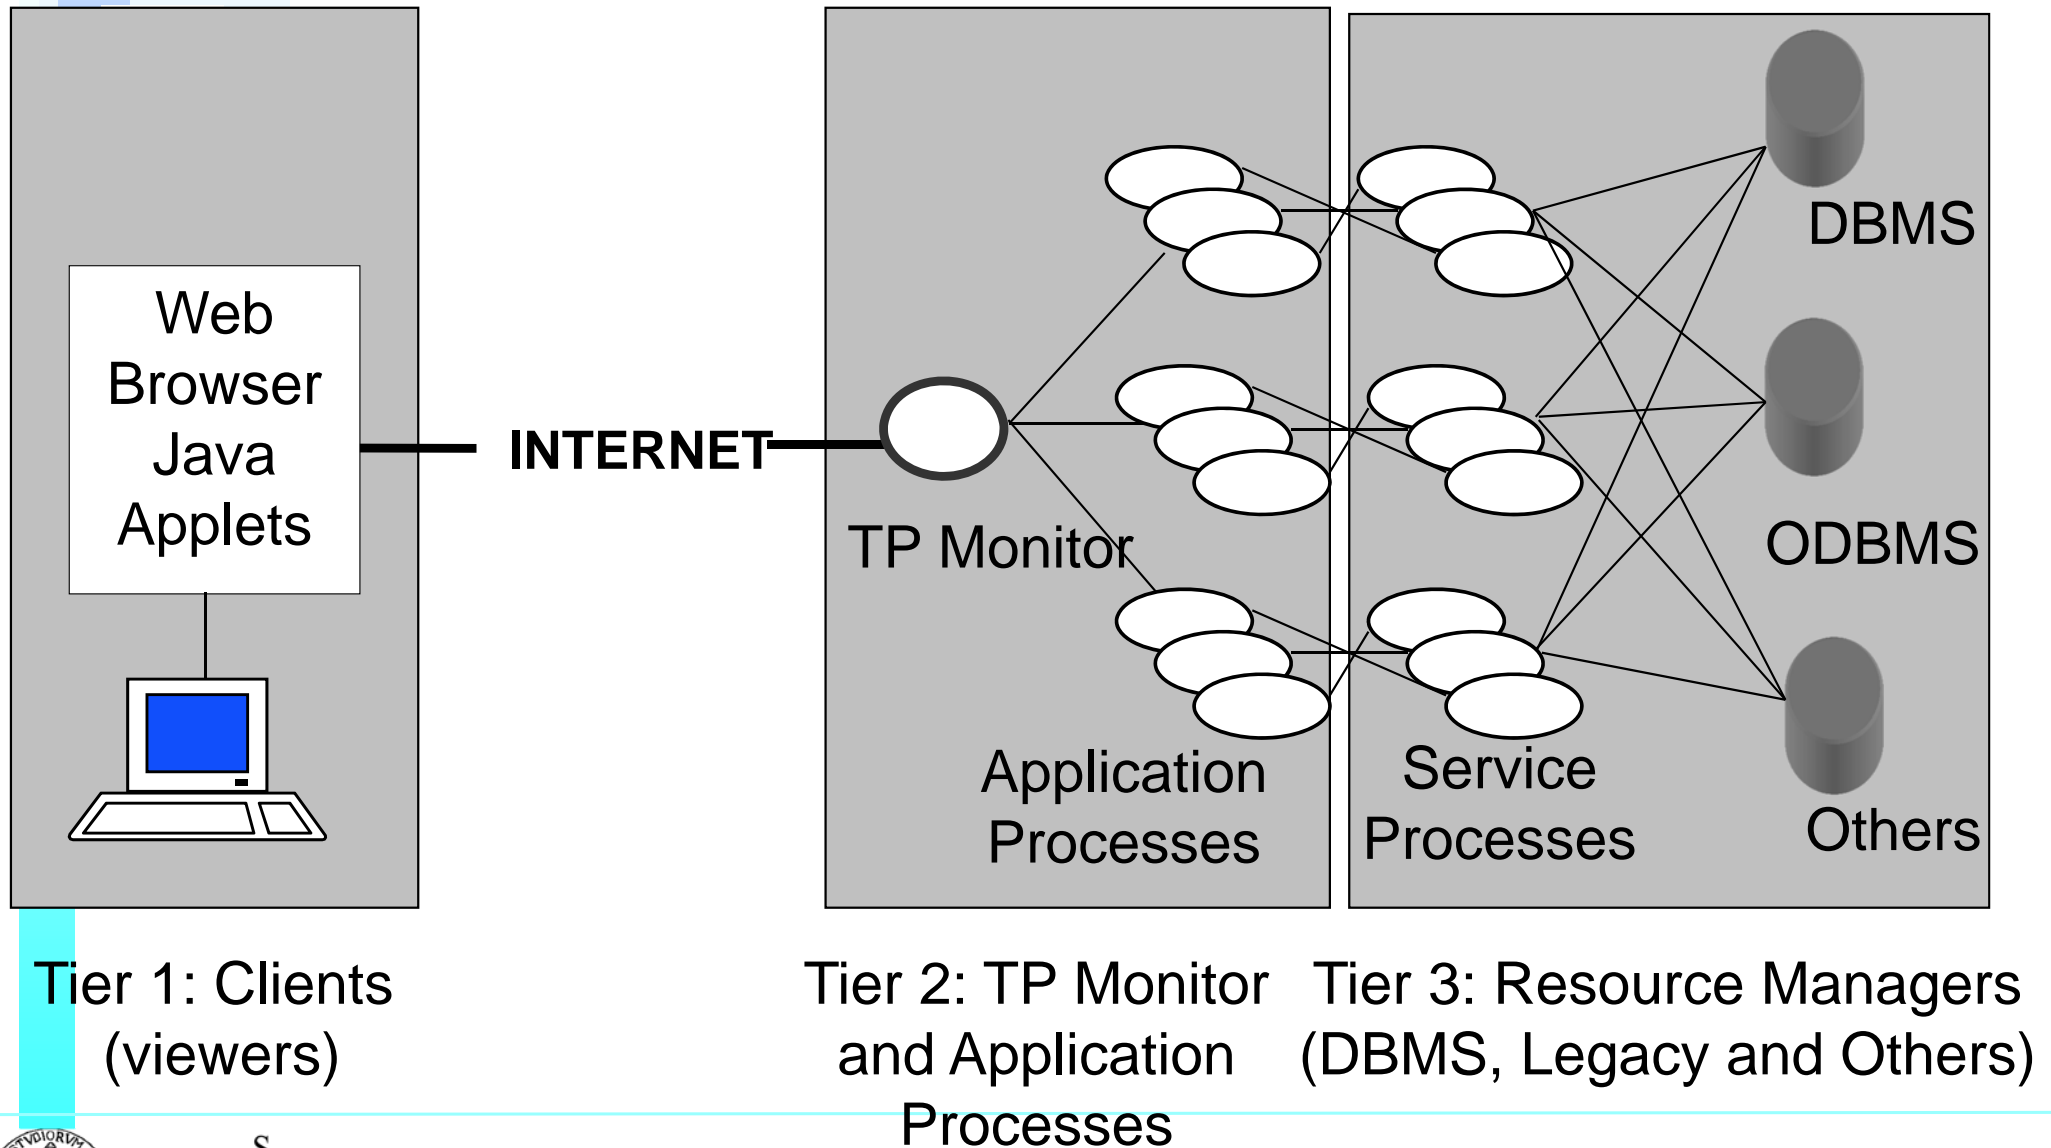 Web
Browser
Java
Applets
INTERNET
TP Monitor
Application
Processes
Service
Processes
DBMS
ODBMS
Others
Tier 1: Clients
(viewers)
Tier 2: TP Monitor
and Application
Processes
Tier 3: Resource Managers
(DBMS, Legacy and Others)
S